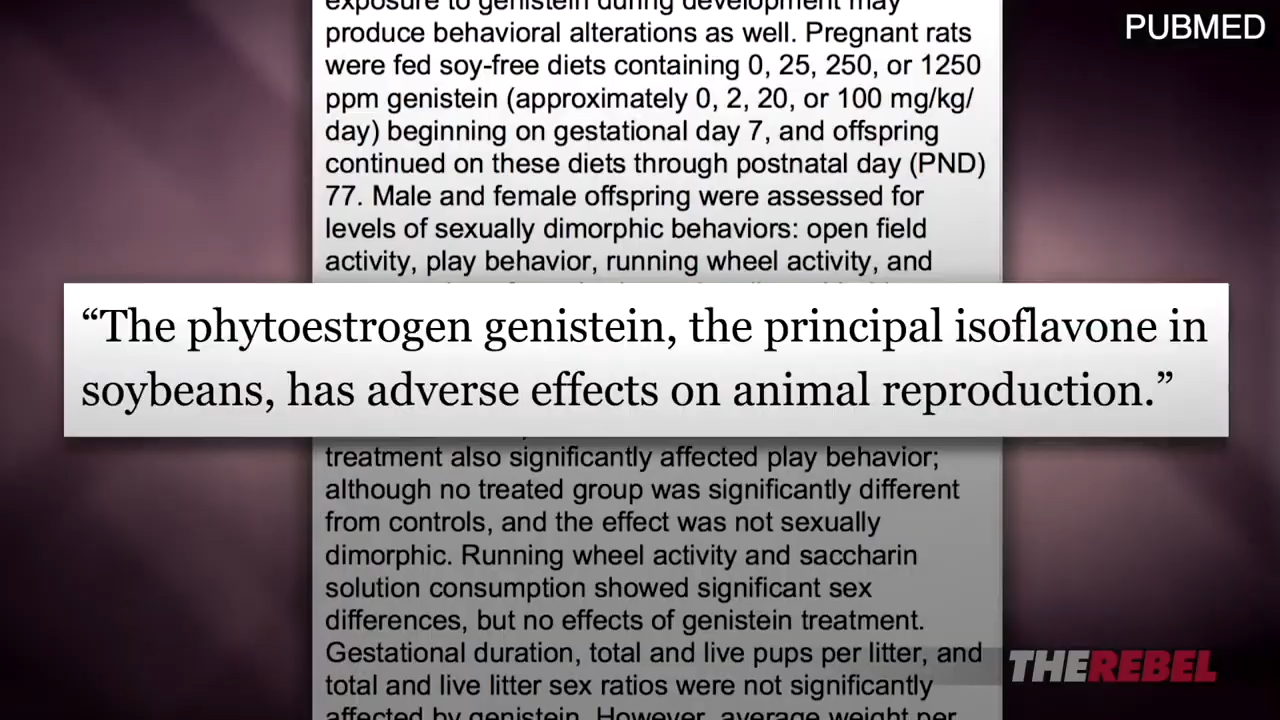 PUBMED
exposure to genistein during development may
produce behavioral alterations as well. Pregnant rats
were fed soy-free diets containing 0, 25, 250, or 1250
ppm genistein (approximately 0, 2, 20, or 100 mg/kg/
day) beginning on gestational day 7, and offspring
continued on these diets through postnatal day (PND)
77. Male and female offspring were assessed for
levels of sexually dimorphic behaviors: open field
activity, play behavior, running wheel activity, and
“The phytoestrogen genistein, the principal isoflavone in
soybeans, has adverse effects on animal reproduction.”
treatment also significantly affected play behavior;
although no treated group was significantly different
from controls, and the effect was not sexually
dimorphic. Running wheel activity and saccharin
solution consumption showed significant sex
differences, but no effects of genistein treatment.
Gestational duration, total and live pups per litter, and
total and live litter sex ratios were not significantly
affected by genistein. However, average weight per
THEREBEL